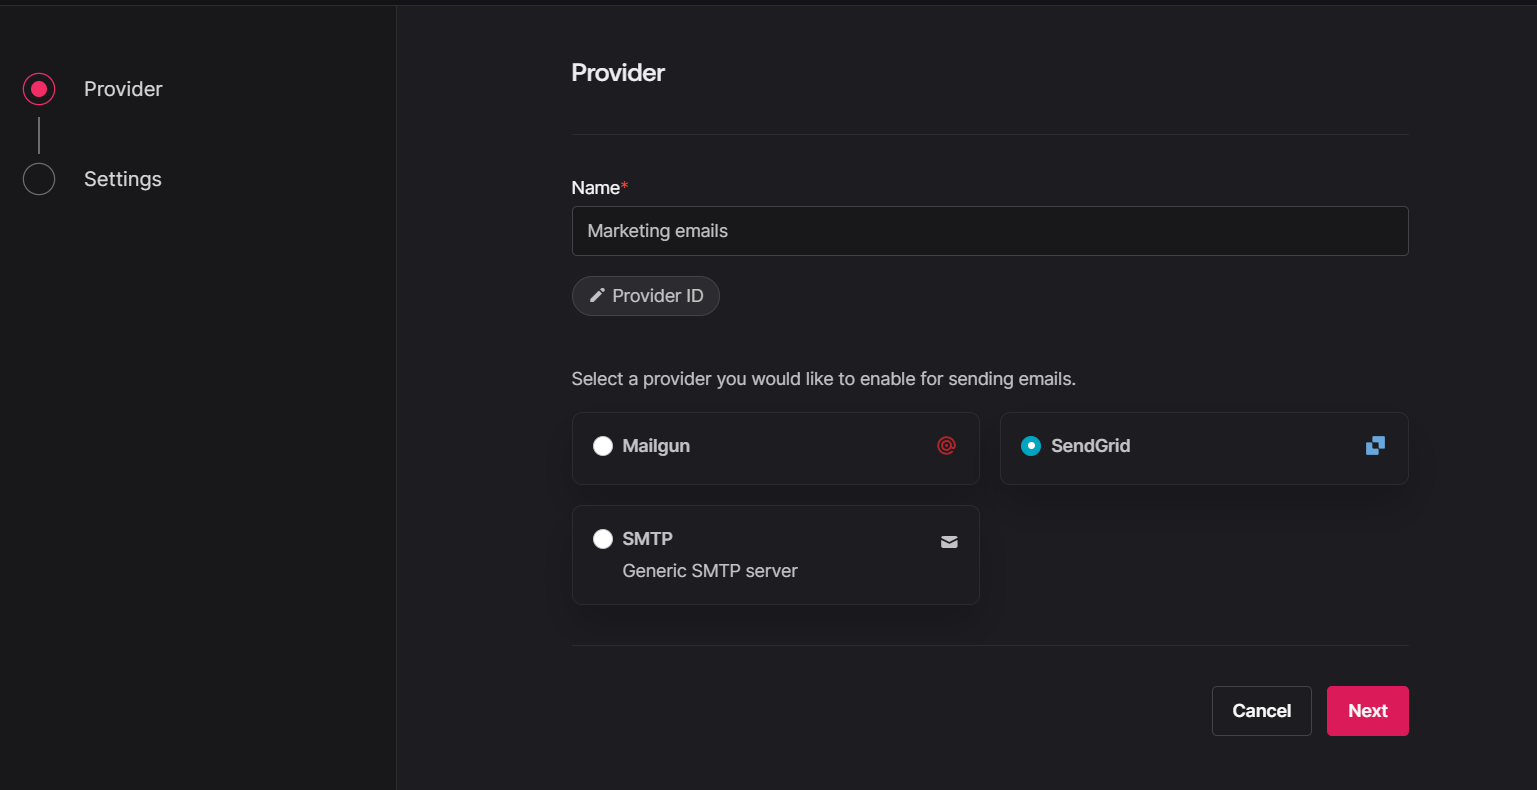 Provider
Settings
Provider
Name*
Marketing emails
Provider ID
Select a provider you would like to enable for sending emails.
Mailgun
SendGrid
SMTP
Generic SMTP server
Cancel
Next